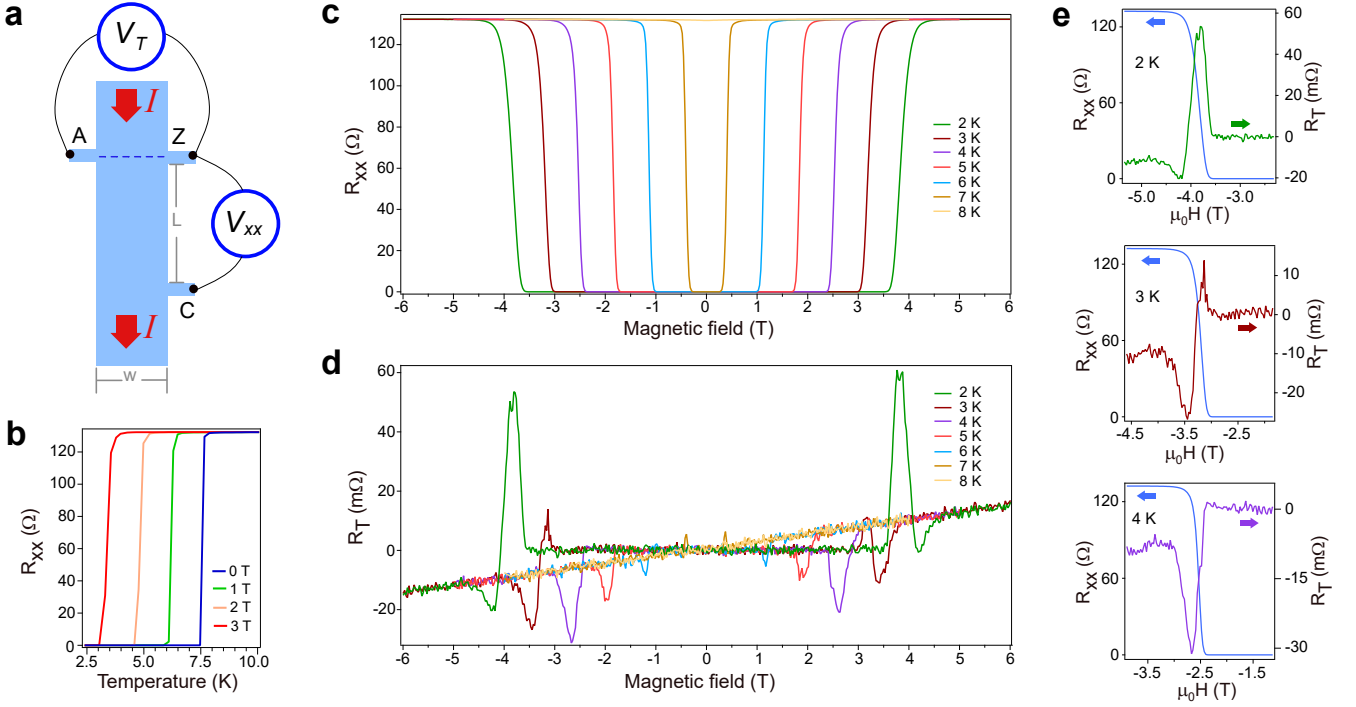 a
V_T
I
A
Z
L
V_xx
C
I
W
b
R_XX (Ω)
120
100
80
60
40
20
0
0 T
1 T
2 T
3 T
2.5
5.0
7.5
10.0
Temperature (K)
c
R_XX (Ω)
120
100
80
60
40
20
0
2 K
3 K
4 K
5 K
6 K
7 K
8 K
-6
-5
-4
-3
-2
-1
0
1
2
3
4
5
6
Magnetic field (T)
d
R_T (mΩ)
60
40
20
0
-20
2 K
3 K
4 K
5 K
6 K
7 K
8 K
-6
-5
-4
-3
-2
-1
0
1
2
3
4
5
6
Magnetic field (T)
e
R_XX (Ω)
120
60
0
2 K
60
40
20
0
-20
R_T (mΩ)
-5.0
-4.0
-3.0
μ₀H (T)
R_XX (Ω)
120
60
0
3 K
10
0
-10
-20
R_T (mΩ)
-4.5
-3.5
-2.5
μ₀H (T)
R_XX (Ω)
120
60
0
4 K
0
-15
-30
R_T (mΩ)
-3.5
-2.5
-1.5
μ₀H (T)